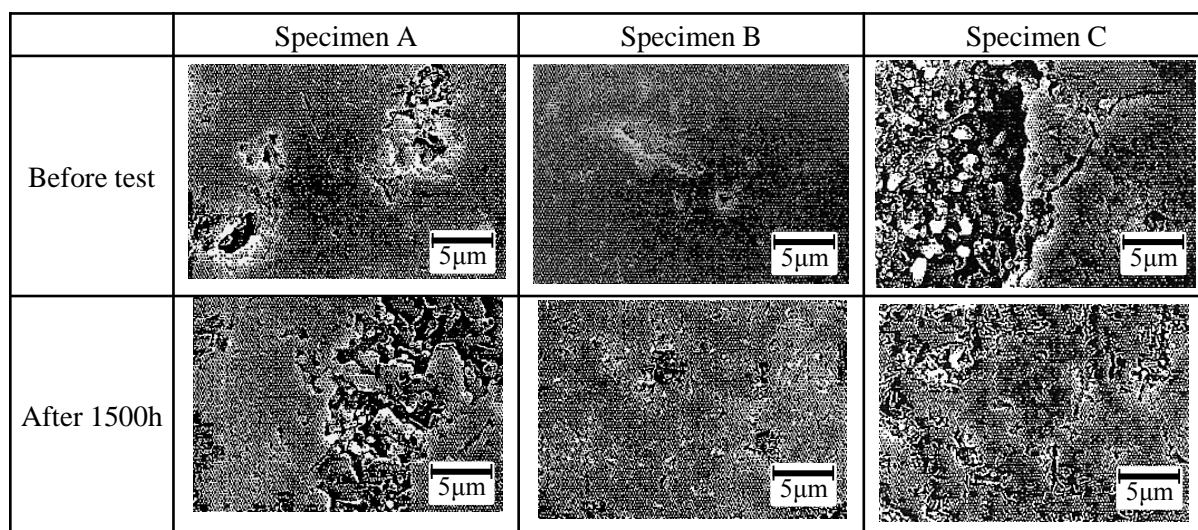 Specimen A Specimen B Specimen C
Before test
5μm 5μm 5μm
After 1500h
5μm 5μm 5μm